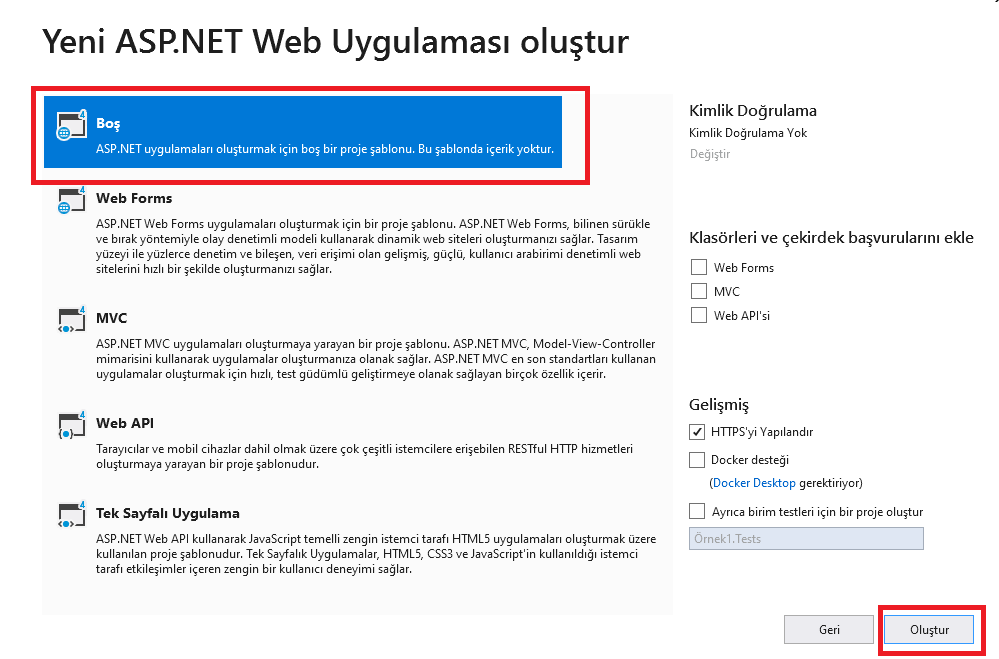 Yeni ASP.NET Web Uygulaması oluştur
Boş
ASP.NET uygulamaları oluşturmak için boş bir proje şablonu. Bu şablonda içerik yoktur.
Web Forms
ASP.NET Web Forms uygulamaları oluşturmak için bir proje şablonu. ASP.NET Web Forms, bilinen sürükle
ve bırak yöntemiyle olay denetimli modeli kullanarak dinamik web siteleri oluşturmanızı sağlar. Tasarım
yüzeyi ile yüzlerce denetim ve bileşen, veri erişimi olan gelişmiş, güçlü, kullanıcı arabirimi denetimli web
sitelerini hızlı bir şekilde oluşturmanızı sağlar.
MVC
ASP.NET MVC uygulamaları oluşturmaya yarayan bir proje şablonu. ASP.NET MVC, Model-View-Controller
mimarisini kullanarak uygulamalar oluşturmanıza olanak sağlar. ASP.NET MVC en son standartları kullanan
uygulamalar oluşturmak için hızlı, test güdümlü geliştirmeye olanak sağlayan birçok özellik içerir.
Web API
Tarayıcılar ve mobil cihazlar dahil olmak üzere çok çeşitli istemcilere erişebilen RESTful HTTP hizmetleri
oluşturmaya yarayan bir proje şablonudur.
Tek Sayfalı Uygulama
ASP.NET Web API kullanarak JavaScript temelli zengin istemci tarafı HTML5 uygulamaları oluşturmak üzere
kullanılan proje şablonudur. Tek Sayfalık Uygulamalar, HTML5, CSS3 ve JavaScript'in kullanıldığı istemci
tarafı etkileşimler içeren zengin bir kullanıcı deneyimi sağlar.
Kimlik Doğrulama
Kimlik Doğrulama Yok
Değiştir
Klasörleri ve çekirdek başvurularını ekle
Web Forms
MVC
Web API'si
Gelişmiş
HTTPS'yi Yapılandır
Docker desteği
(Docker Desktop gerektiriyor)
Ayrıca birim testleri için bir proje oluştur
Örnek1.Tests
Geri
Oluştur